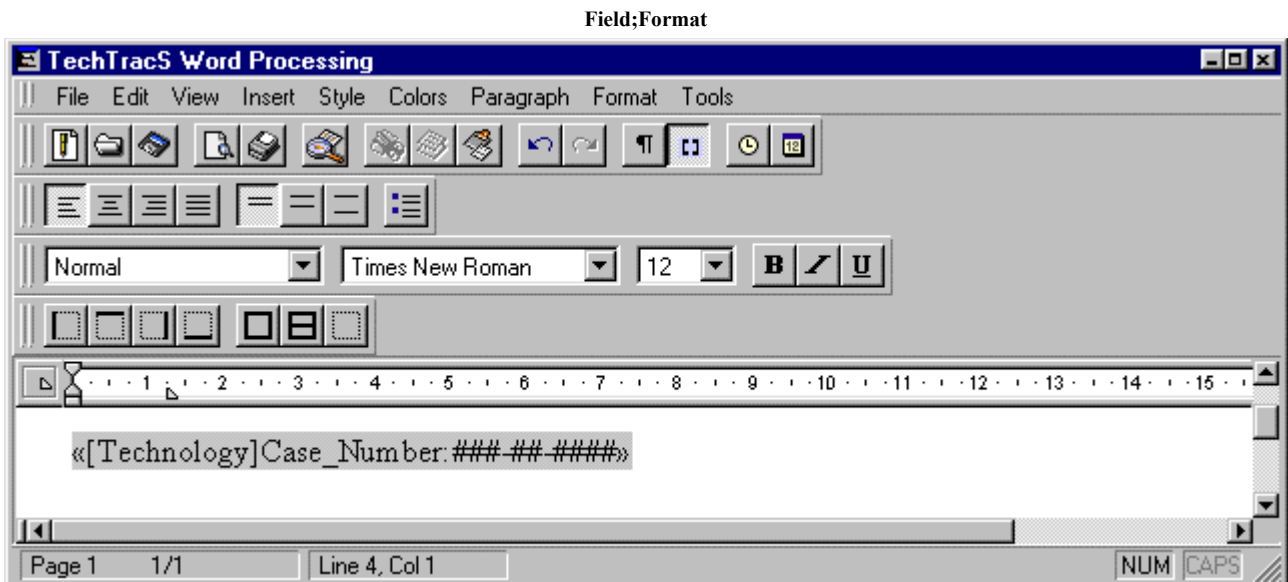 Field;Format
TechTracS Word Processing
File Edit View Insert Style Colors Paragraph Format Tools
12
Normal Times New Roman 12 B I U
1 2 3 4 5 6 7 8 9 10 11 12 13 14 15
«[Technology]Case_Number:###-##-####»
Page 1 1/1 Line 4, Col 1 NUM CAPS